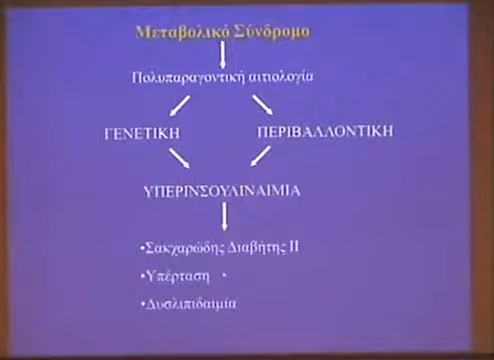 Μεταβολικό Σύνδρομο
Πολυπαραγοντική αιτιολογία
ΓΕΝΕΤΙΚΗ ΠΕΡΙΒΑΛΛΟΝΤΙΚΗ
ΥΠΕΡΙΝΣΟΥΛΙΝΑΙΜΙΑ
•Σακχαρώδης Διαβήτης ΙΙ
•Υπέρταση
•Δυσλιπιδαιμία